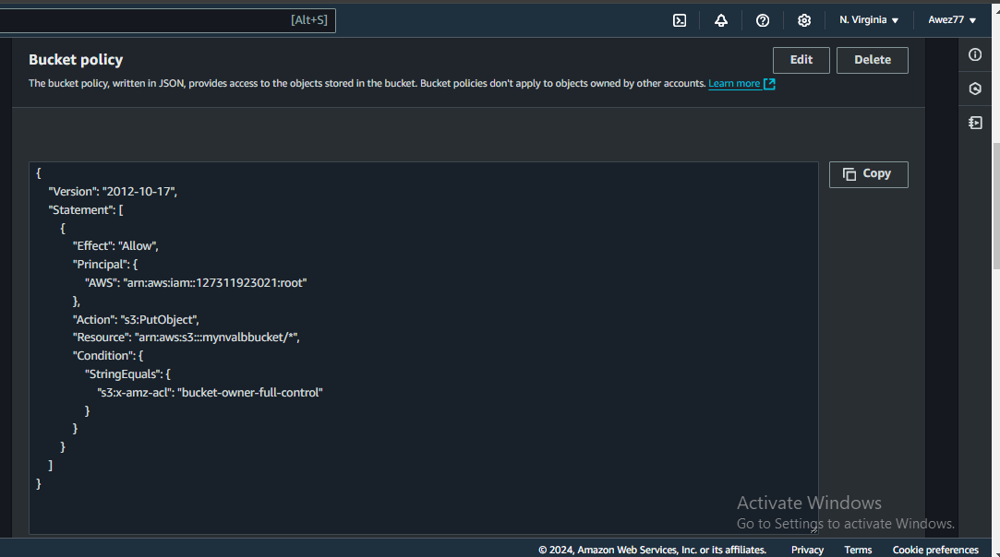 [Alt+S]
N. Virginia ▼
Awez77 ▼
Bucket policy
Edit
Delete
The bucket policy, written in JSON, provides access to the objects stored in the bucket. Bucket policies don't apply to objects owned by other accounts. Learn more
Copy
{
"Version": "2012-10-17",
"Statement": [
{
"Effect": "Allow",
"Principal": {
"AWS": "arn:aws:iam::127311923021:root"
},
"Action": "s3:PutObject",
"Resource": "arn:aws:s3:::mynvalbbucket/*",
"Condition": {
"StringEquals": {
"s3:x-amz-acl": "bucket-owner-full-control"
}
}
}
]
}
Activate Windows
Go to Settings to activate Windows.
© 2024, Amazon Web Services, Inc. or its affiliates.
Privacy
Terms
Cookie preferences